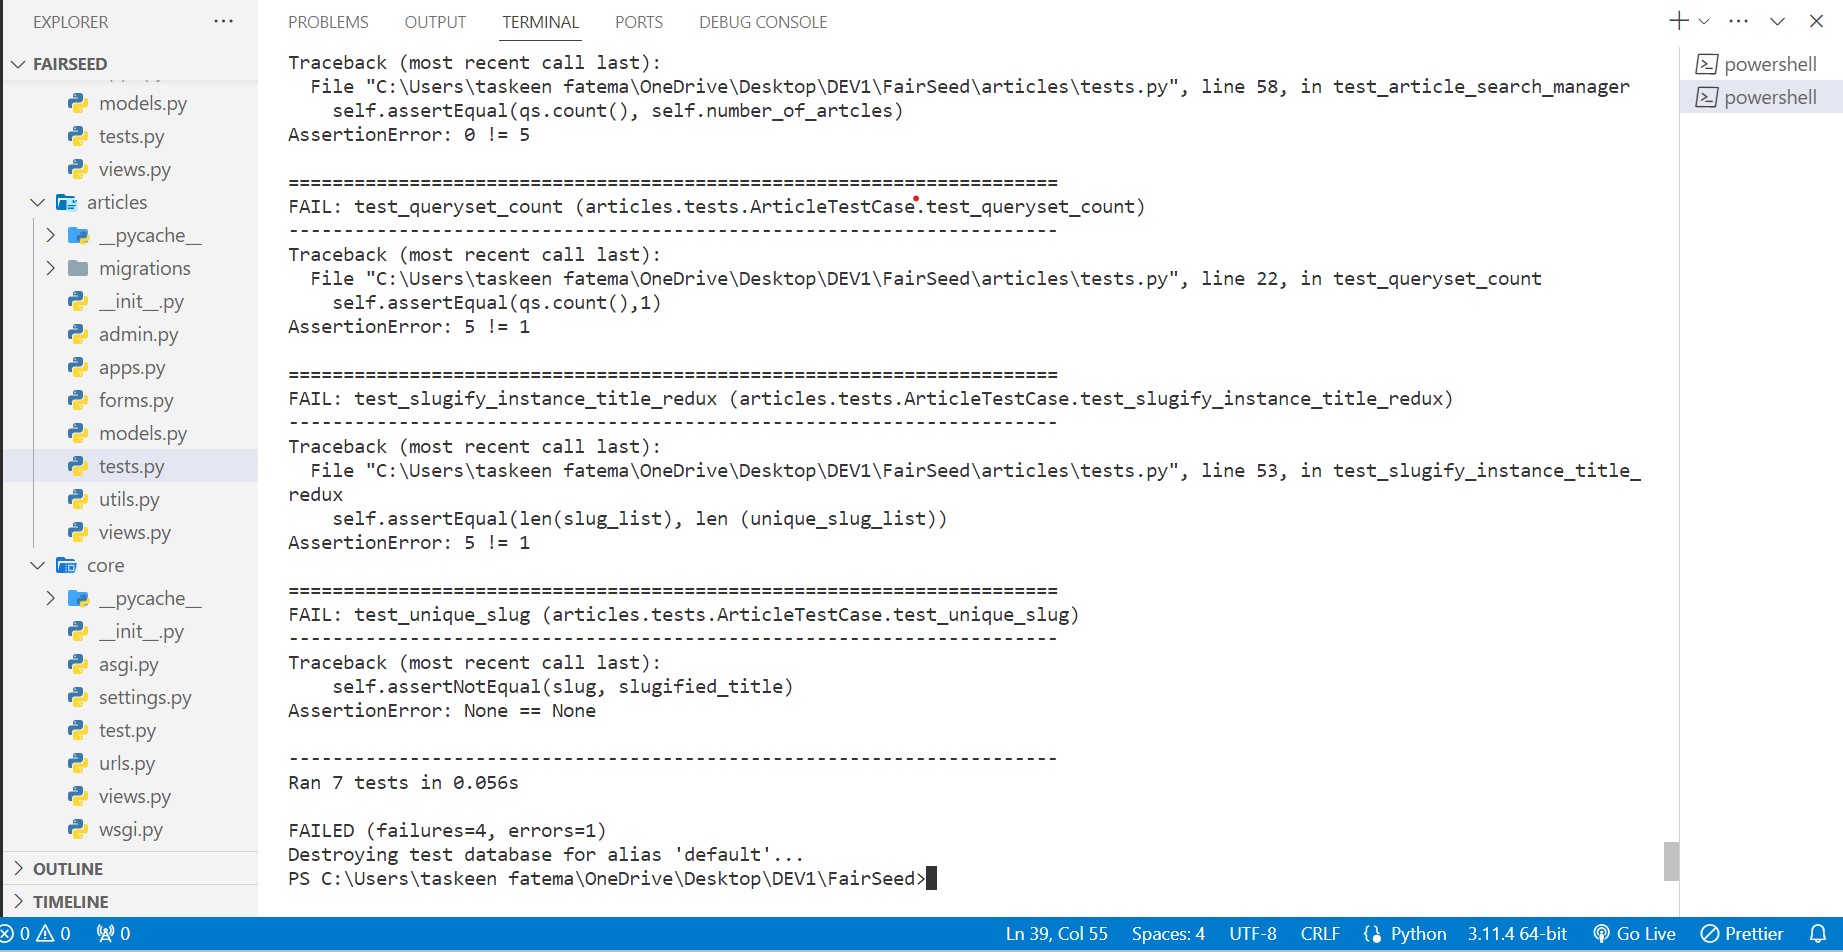 EXPLORER
FAIRSEED
models.py
tests.py
views.py
articles
__pycache__
migrations
__init__.py
admin.py
apps.py
forms.py
models.py
tests.py
utils.py
views.py
core
__pycache__
__init__.py
asgi.py
settings.py
test.py
urls.py
views.py
wsgi.py
OUTLINE
TIMELINE
PROBLEMS OUTPUT TERMINAL PORTS DEBUG CONSOLE
Traceback (most recent call last):
  File "C:\Users\taskeen fatema\OneDrive\Desktop\DEV1\FairSeed\articles\tests.py", line 58, in test_article_search_manager
    self.assertEqual(qs.count(), self.number_of_artcles)
AssertionError: 0 != 5
======================================================================
FAIL: test_queryset_count (articles.tests.ArticleTestCase.test_queryset_count)
----------------------------------------------------------------------
Traceback (most recent call last):
  File "C:\Users\taskeen fatema\OneDrive\Desktop\DEV1\FairSeed\articles\tests.py", line 22, in test_queryset_count
    self.assertEqual(qs.count(),1)
AssertionError: 5 != 1
======================================================================
FAIL: test_slugify_instance_title_redux (articles.tests.ArticleTestCase.test_slugify_instance_title_redux)
----------------------------------------------------------------------
Traceback (most recent call last):
  File "C:\Users\taskeen fatema\OneDrive\Desktop\DEV1\FairSeed\articles\tests.py", line 53, in test_slugify_instance_title_
redux
    self.assertEqual(len(slug_list), len (unique_slug_list))
AssertionError: 5 != 1
======================================================================
FAIL: test_unique_slug (articles.tests.ArticleTestCase.test_unique_slug)
----------------------------------------------------------------------
Traceback (most recent call last):
    self.assertNotEqual(slug, slugified_title)
AssertionError: None == None
----------------------------------------------------------------------
Ran 7 tests in 0.056s
FAILED (failures=4, errors=1)
Destroying test database for alias 'default'...
PS C:\Users\taskeen fatema\OneDrive\Desktop\DEV1\FairSeed>
powershell
powershell
0 0 0 Ln 39, Col 55 Spaces: 4 UTF-8 CRLF Python 3.11.4 64-bit Go Live Prettier